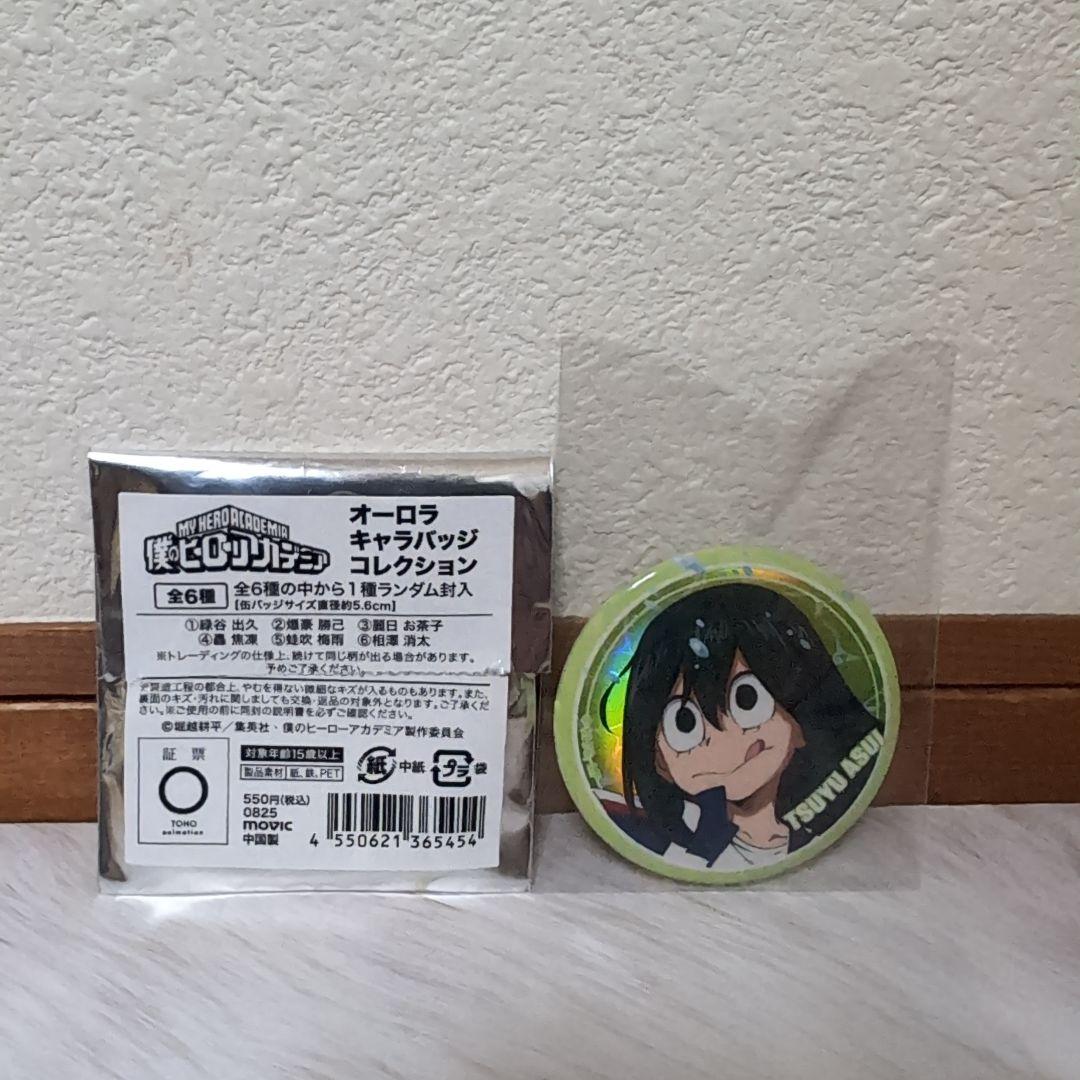 MY HERO ACADEMIA
僕のヒーローアカデミア
オーロラ
キャラバッジ
コレクション
全6種
全6種の中から1種ランダム封入
【缶バッジサイズ直径約5.6cm】
①緑谷 出久 ②爆豪 勝己 ③麗日 お茶子
④轟 焦凍 ⑤蛙吹 梅雨 ⑥相澤 消太
※トレーディングの仕様上、続けて同じ柄が出る場合があります。
予めご了承ください。
製造工程の都合上、やむを得ない微細なキズが入るものもあります。また、
裏面のキズ・汚れに関しましても交換・返品の対象外となります。ご了承くださ
い。※ご使用の前に同封の説明書を必ずご確認ください。
©堀越耕平/集英社・僕のヒーローアカデミア製作委員会
証票
TOHO
animation
対象年齢15歳以上
製品素材 紙、鉄、PET
紙 中紙 プラ 袋
550円(税込)
0825
movic
中国製
4 550621 365454
TSUYU ASUI